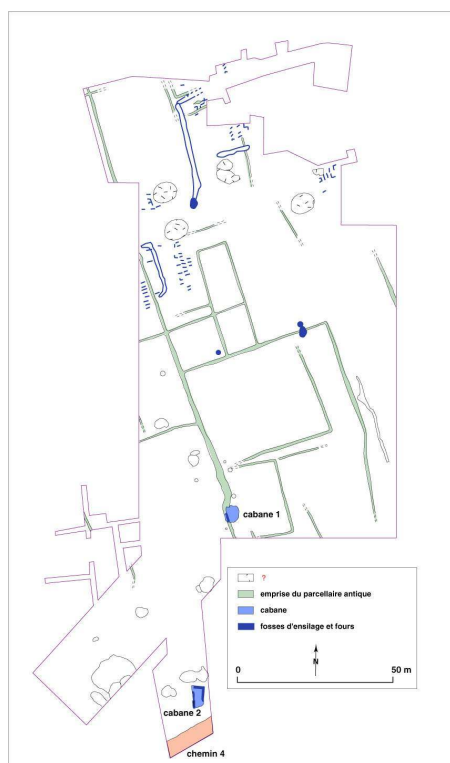 cabane 1
?
emprise du parcellaire antique
cabane
fosses d'ensilage et fours
N
0 50 m
cabane 2
chemin 4